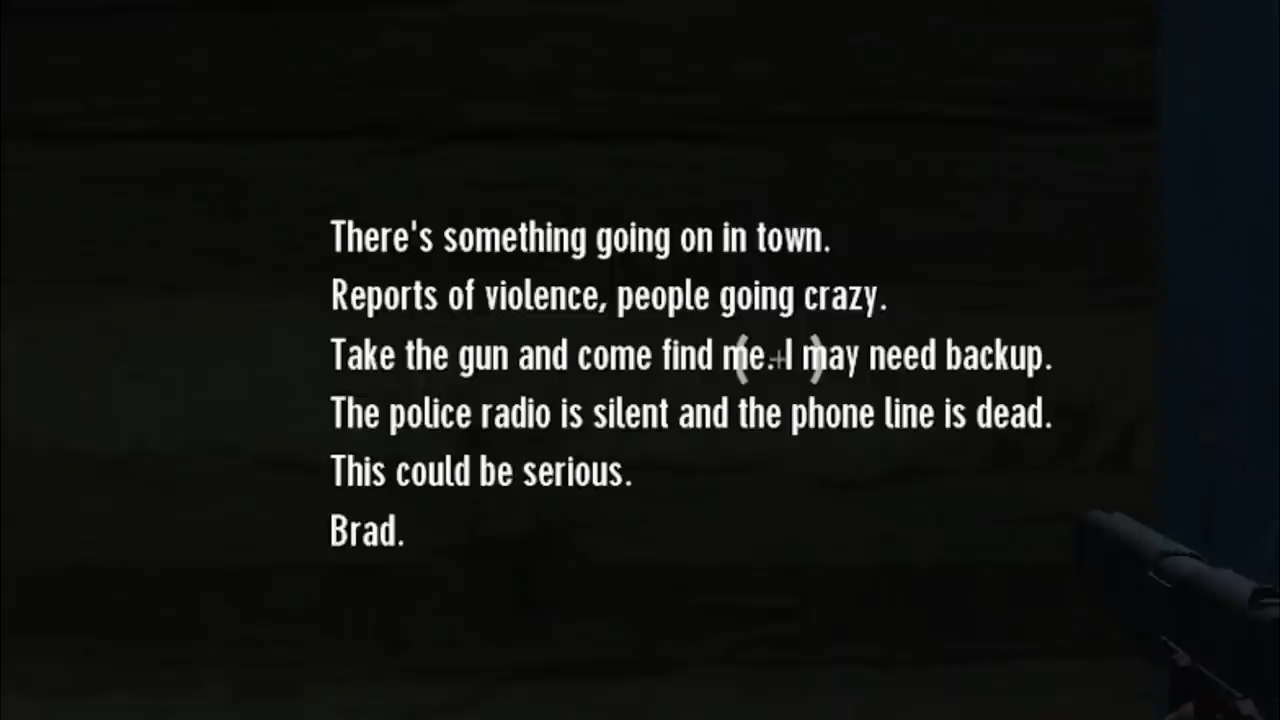 There's something going on in town.
Reports of violence, people going crazy.
Take the gun and come find me. I may need backup.
The police radio is silent and the phone line is dead.
This could be serious.
Brad.